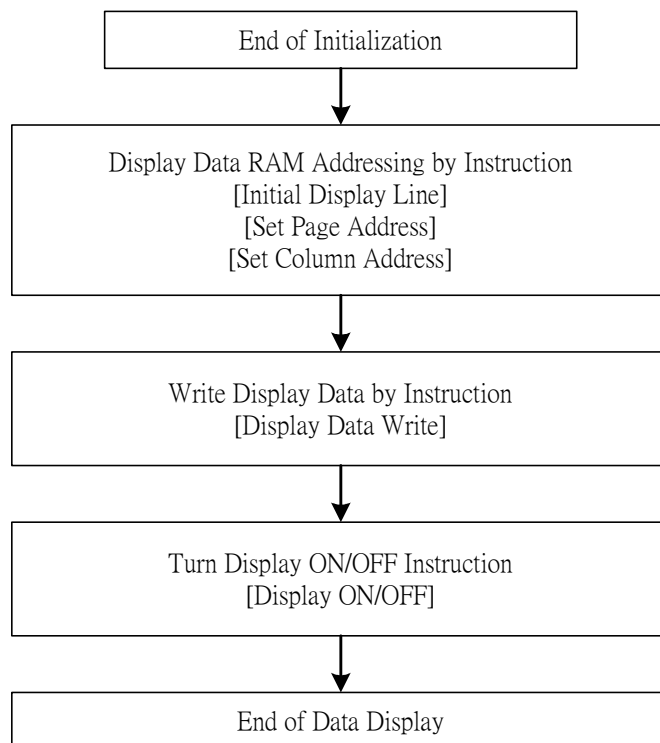 End of Initialization
Display Data RAM Addressing by Instruction
[Initial Display Line]
[Set Page Address]
[Set Column Address]
Write Display Data by Instruction
[Display Data Write]
Turn Display ON/OFF Instruction
[Display ON/OFF]
End of Data Display